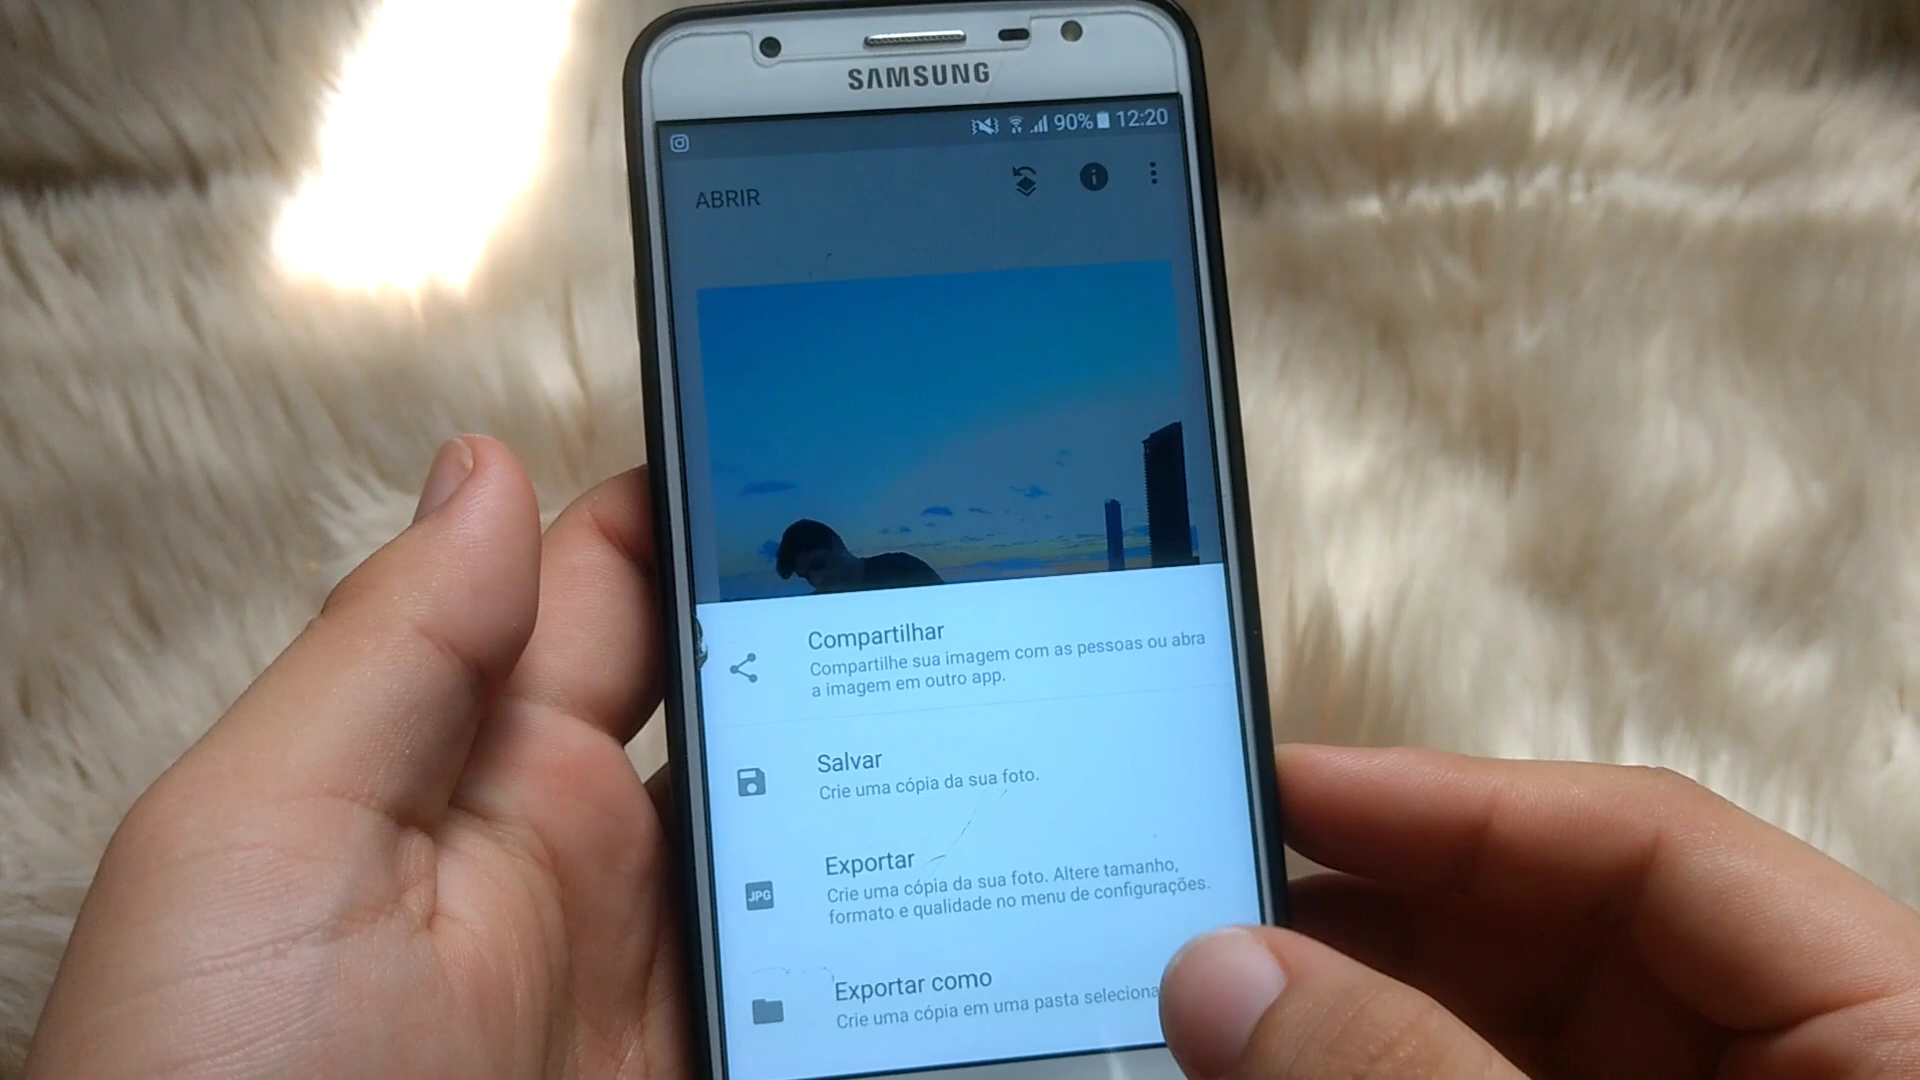 SAMSUNG
90% 12:20
ABRIR
Compartilhar
Compartilhe sua imagem com as pessoas ou abra
a imagem em outro app.
Salvar
Crie uma cópia da sua foto.
Exportar
Crie uma cópia da sua foto. Altere tamanho,
formato e qualidade no menu de configurações.
JPG
Exportar como
Crie uma cópia em uma pasta seleciona